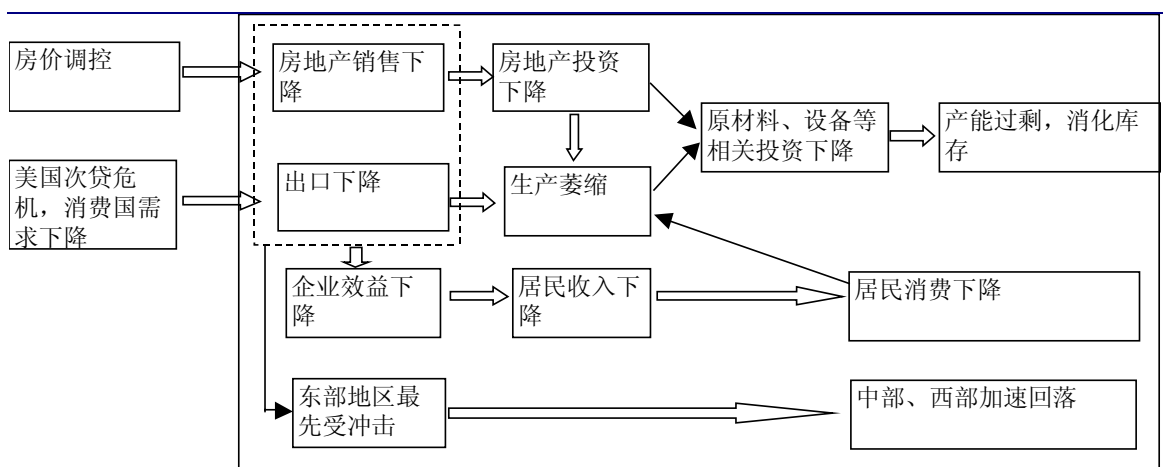 房价调控
房地产销售下
降
房地产投资
下降
原材料、设备等
相关投资下降
产能过剩，消化库
存
美国次贷危
机，消费国需
求下降
出口下降
生产萎缩
企业效益下
降
居民收入下
降
居民消费下降
东部地区最
先受冲击
中部、西部加速回落